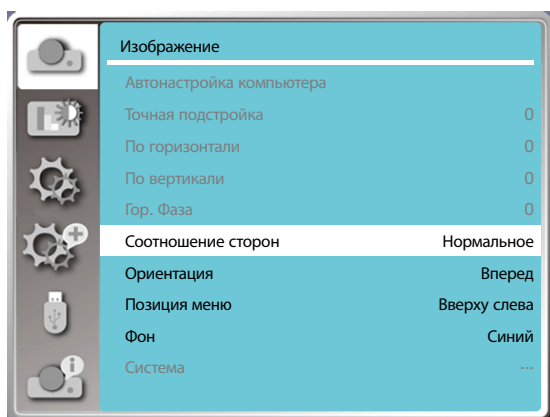 Изображение
Автонастройка компьютера
Точная подстройка 0
По горизонтали 0
По вертикали 0
Гор. Фаза 0
Соотношение сторон Нормальное
Ориентация Вперед
Позиция меню Вверху слева
Фон Синий
Система ...